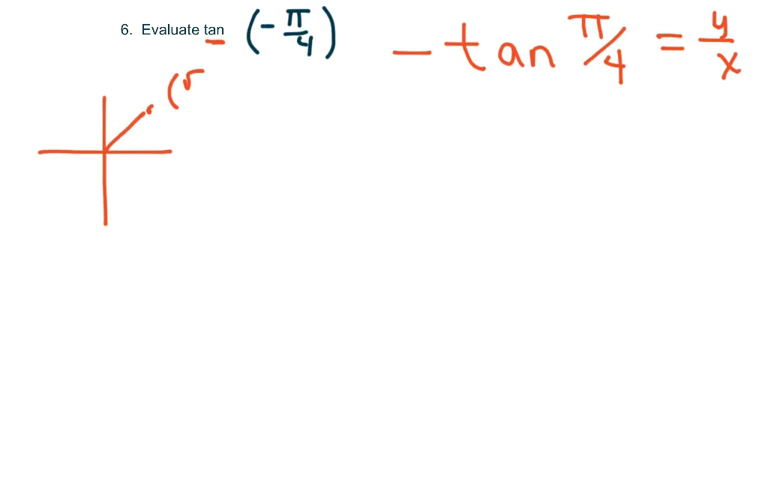 6. Evaluate tan (-π/4)
- tan π/4 = y/x
(√